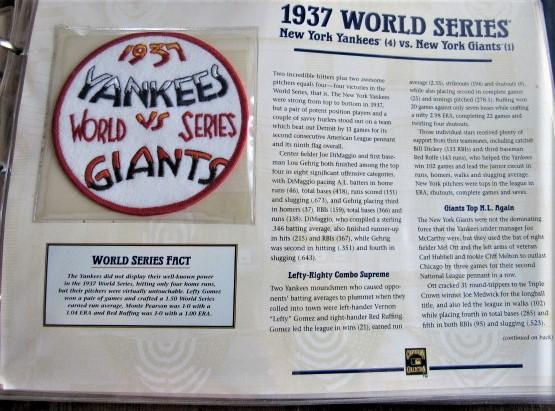 1937
YANKEES
WORLD VS SERIES
GIANTS
WORLD SERIES FACT
The Yankees did not display their well-known power
in the 1937 World Series, hitting only four home runs,
but their pitchers were virtually untouchable. Lefty Gomez
won a pair of games and crafted a 1.50 World Series
earned run average, Monte Pearson was 1-0 with a
1.04 ERA and Red Ruffing was 1-0 with a 1.00 ERA.
1937 WORLD SERIES
New York Yankees (4) vs. New York Giants (1)
Two incredible hitters plus two awesome
pitchers equals four—four victories in the
World Series, that is. The New York Yankees
were strong from top to bottom in 1937,
but a pair of potent position players and a
couple of savvy hurlers stood out on a team
which beat out Detroit by 13 games for its
second consecutive American League pennant
and its ninth flag overall.
Center fielder Joe DiMaggio and first base-
man Lou Gehrig both finished among the top
four in eight significant offensive categories,
with DiMaggio pacing A.L. batters in home
runs (46), total bases (418), runs scored (151)
and slugging (.673), and Gehrig placing third
in homers (37), RBIs (159), total bases (366) and
runs (138). DiMaggio, who compiled a sterling
.346 batting average, also finished runner-up
in hits (215) and RBIs (167), while Gehrig
was second in hitting (.351) and fourth in
slugging (.643).
Lefty-Righty Combo Supreme
Two Yankees moundsmen who caused oppo-
nents' batting averages to plummet when they
rolled into town were left-hander Vernon
"Lefty" Gomez and right-hander Red Ruffing.
Gomez led the league in wins (21), earned run
average (2.33), strikeouts (194) and shutouts (6),
while also placing second in complete games
(25) and innings pitched (278.1). Ruffing won
20 games against only seven losses while crafting
a nifty 2.98 ERA, completing 22 games and
twirling four shutouts.
Those individual stars received plenty of
support from their teammates, including catcher
Bill Dickey (133 RBIs) and third baseman
Red Rolfe (143 runs), who helped the Yankees
win 102 games and lead the junior circuit in
runs, homers, walks and slugging average.
New York pitchers were tops in the league in
ERA, shutouts, complete games and saves.
Giants Top N.L. Again
The New York Giants were not the dominating
force that the Yankees under manager Joe
McCarthy were, but they used the bat of right
fielder Mel Ott and the left arms of veteran
Carl Hubbell and rookie Cliff Melton to outlast
Chicago by three games for their second
National League pennant in a row.
Ott cranked 31 round-trippers to tie Triple
Crown winner Joe Medwick for the longball
title, and also led the league in walks (102)
while placing fourth in total bases (285) and
fifth in both RBIs (95) and slugging (.523).
(continued on back)
COOPERSTOWN
COLLECTION